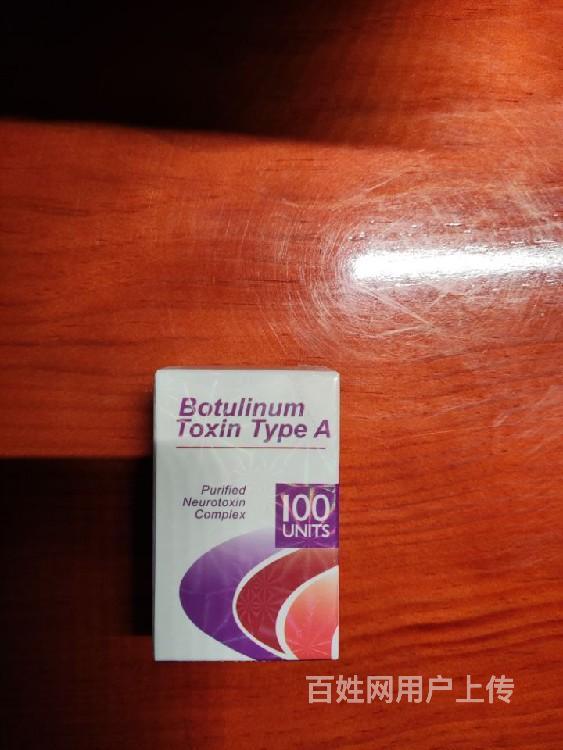 Botulinum
Toxin Type A
Purified
Neurotoxin
Complex
100
UNITS
百姓网用户上传